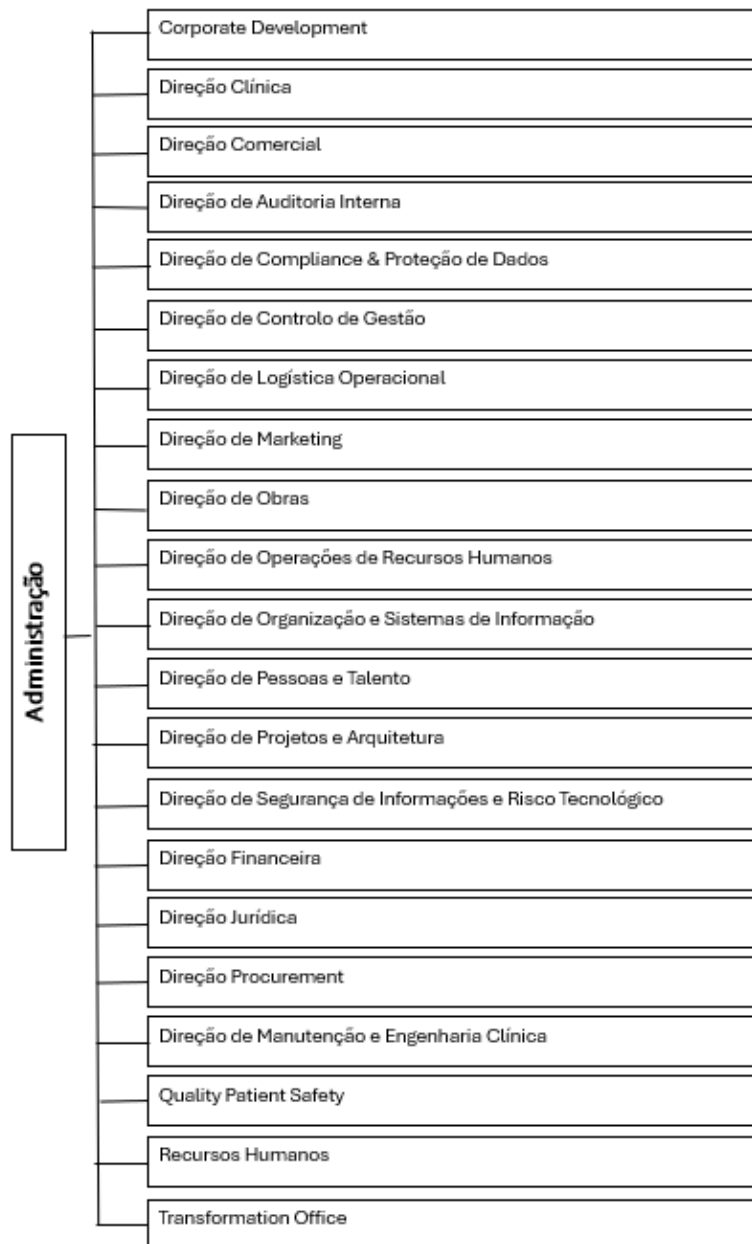 Corporate Development
Direção Clínica
Direção Comercial
Direção de Auditoria Interna
Direção de Compliance & Proteção de Dados
Direção de Controlo de Gestão
Direção de Logística Operacional
Direção de Marketing
Direção de Obras
Direção de Operações de Recursos Humanos
Direção de Organização e Sistemas de Informação
Direção de Pessoas e Talento
Direção de Projetos e Arquitetura
Direção de Segurança de Informações e Risco Tecnológico
Direção Financeira
Direção Jurídica
Direção Procurement
Direção de Manutenção e Engenharia Clínica
Quality Patient Safety
Recursos Humanos
Transformation Office
Administração